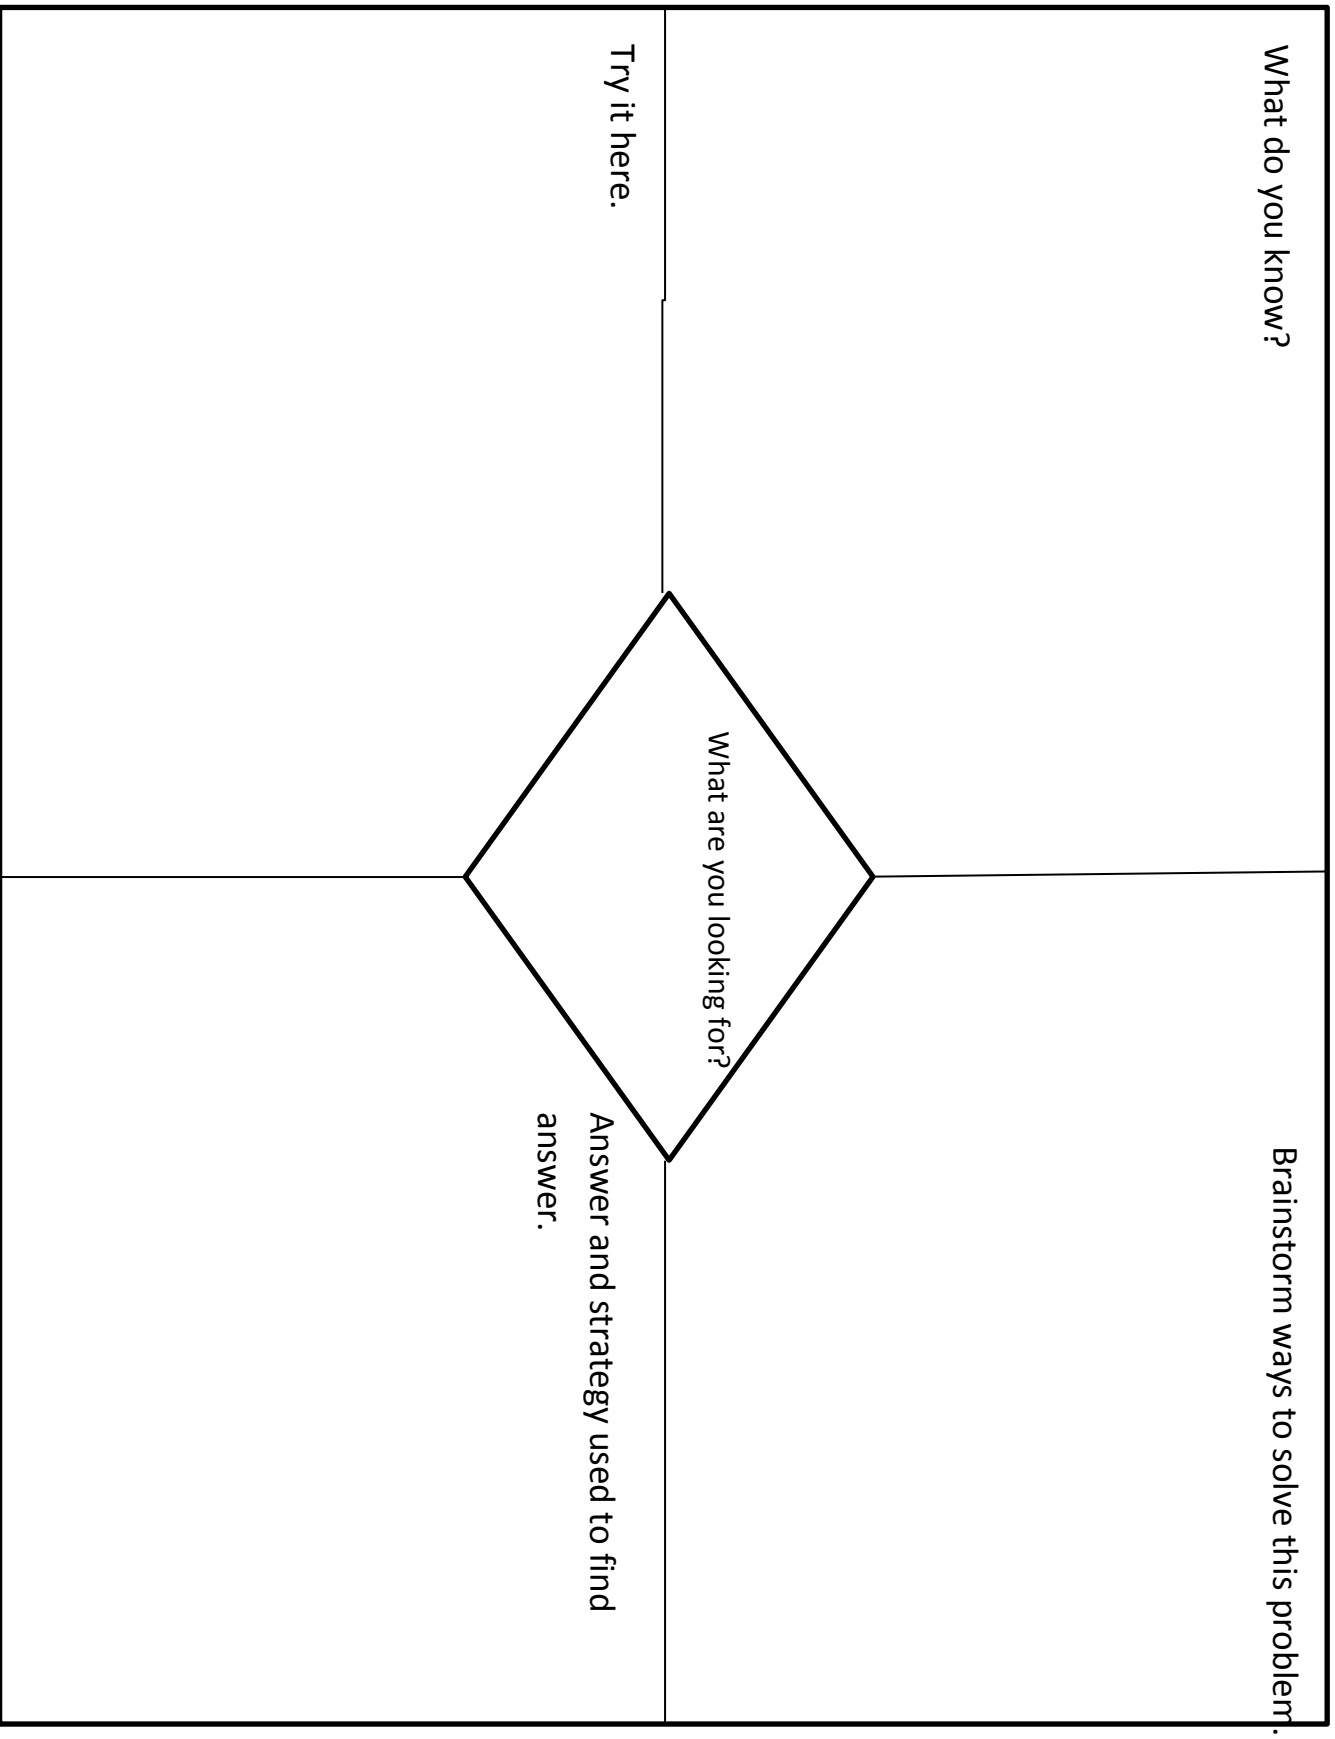 What do you know?
Brainstorm ways to solve this problem.
What are you looking for?
Try it here.
Answer and strategy used to find
answer.